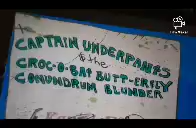 CAPTAIN UNDERPANTS
& the
CROC-O-BAT BUTT-ERFLY
CONUNDRUM BLUNDER